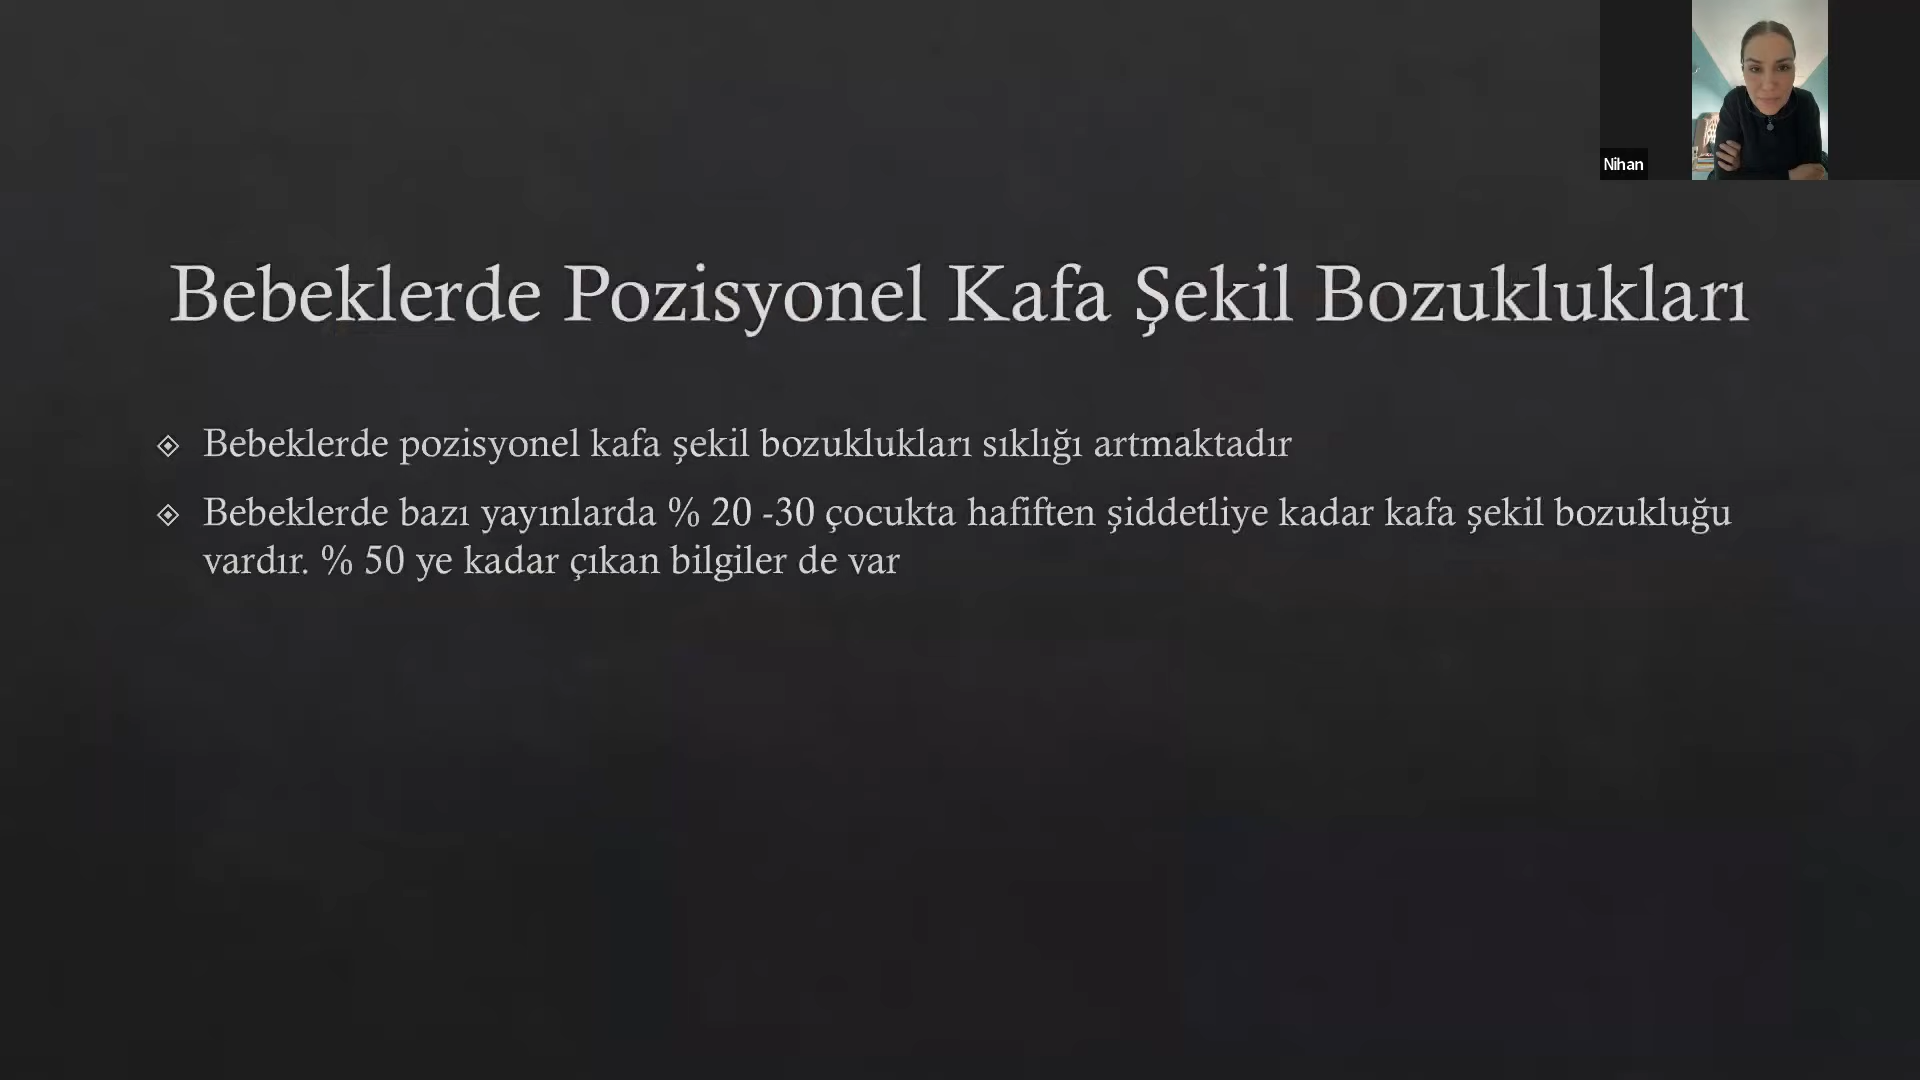 Nihan
Bebeklerde Pozisyonel Kafa Şekil Bozuklukları
Bebeklerde pozisyonel kafa şekil bozuklukları sıklığı artmaktadır
Bebeklerde bazı yayınlarda % 20 -30 çocukta hafiften şiddetliye kadar kafa şekil bozukluğu
vardır. % 50 ye kadar çıkan bilgiler de var